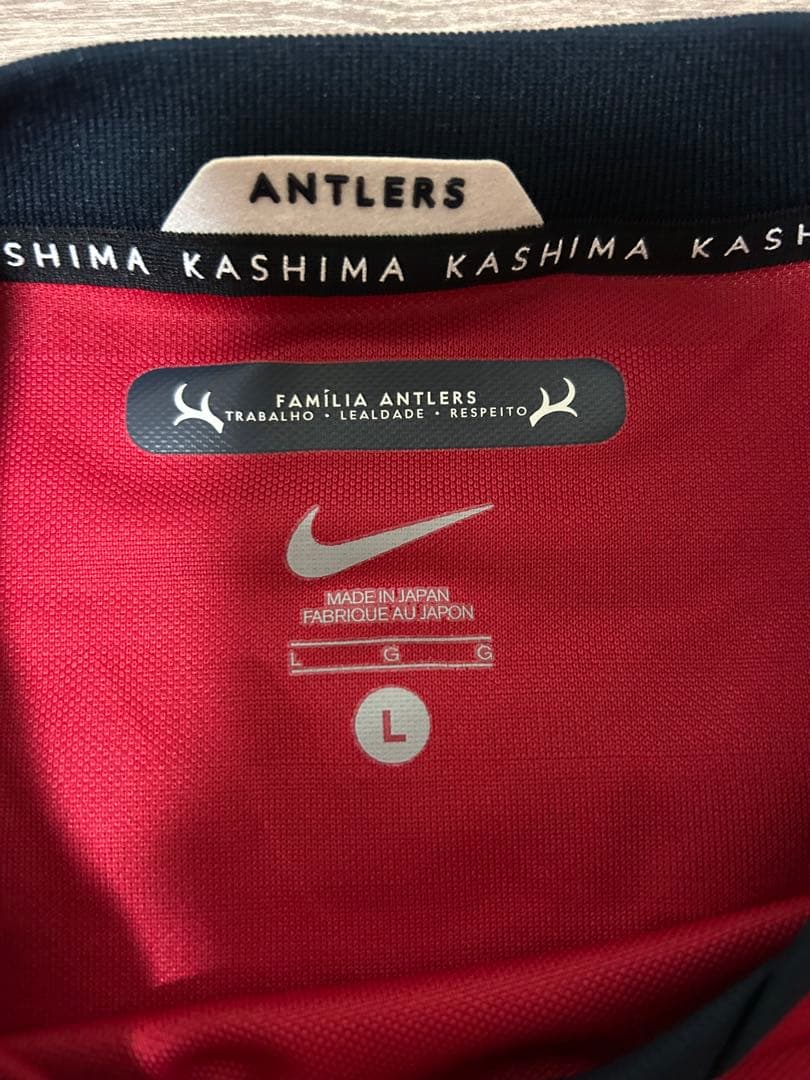 ANTLERS
SHIMA KASHIMA KASHIMA KASH
FAMÍLIA ANTLERS
TRABALHO • LEALDADE • RESPEITO
MADE IN JAPAN
FABRIQUE AU JAPON
L G G
L